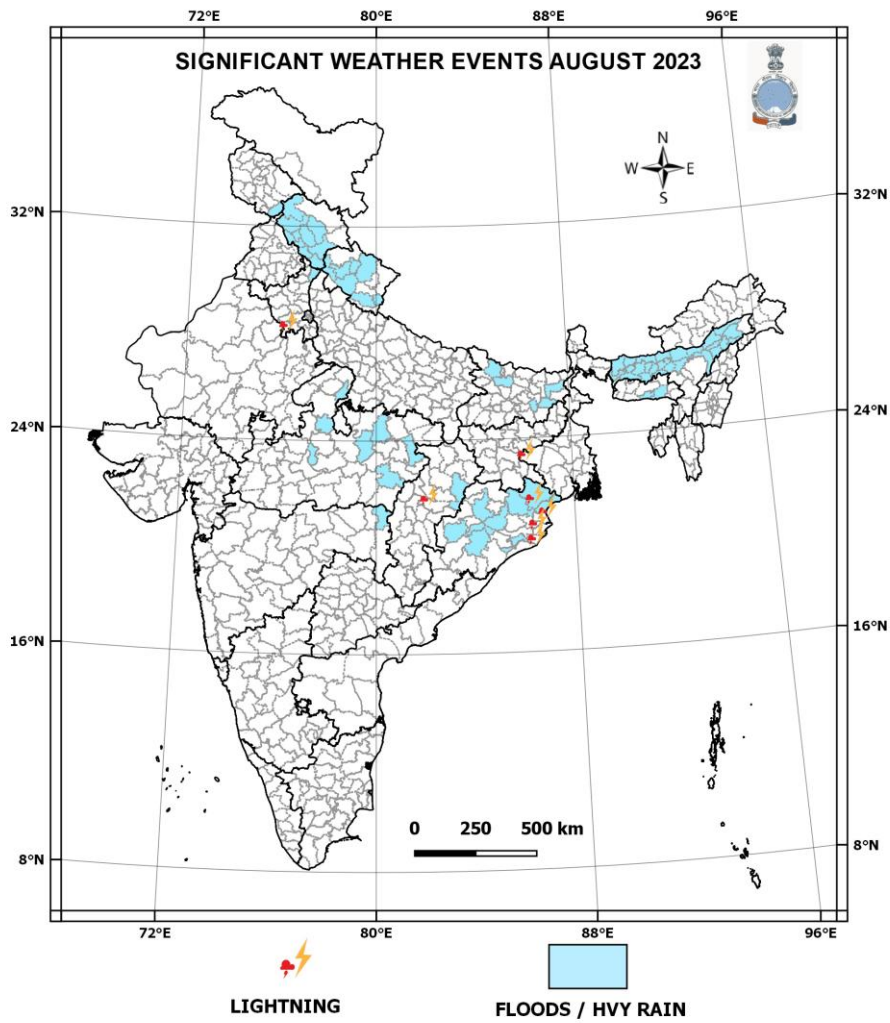 72°E 80°E 88°E 96°E
SIGNIFICANT WEATHER EVENTS AUGUST 2023
N
W E
S
32°N 32°N
24°N 24°N
16°N 16°N
0 250 500 km
8°N 8°N
72°E 80°E 88°E 96°E
LIGHTNING FLOODS / HVY RAIN